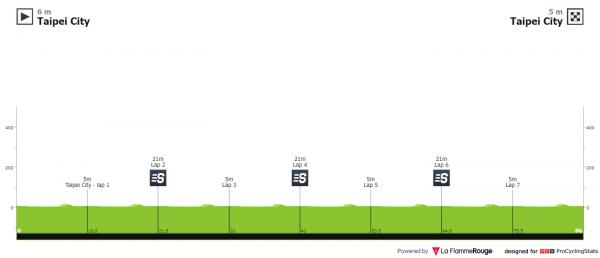 6 m
Taipei City
5 m
Taipei City
400
400
200
200
0
0
21m
Lap 2
21m
Lap 4
21m
Lap 6
5m
Taipei City - lap 1
5m
Lap 3
5m
Lap 5
5m
Lap 7
S
S
S
0
10.5
21.5
32
43
53.5
64.5
75.5
86
Powered by La FlammeRouge designed for PCS ProCyclingStats